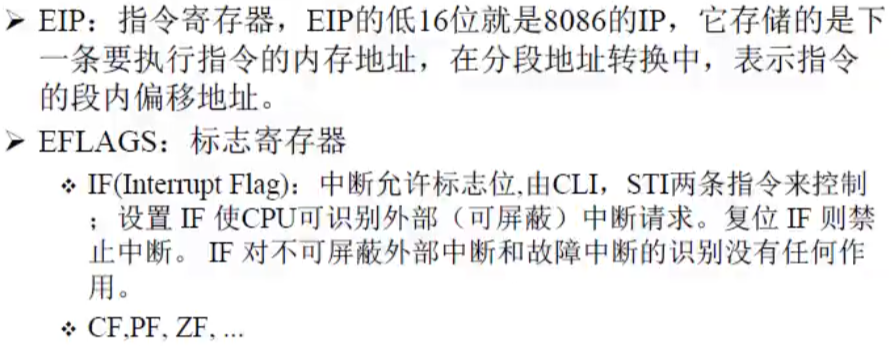 ➢ EIP：指令寄存器，EIP的低16位就是8086的IP，它存储的是下
一条要执行指令的内存地址，在分段地址转换中，表示指令
的段内偏移地址。
➢ EFLAGS：标志寄存器
❖ IF(Interrupt Flag)：中断允许标志位,由CLI，STI两条指令来控制
；设置 IF 使CPU可识别外部（可屏蔽）中断请求。复位 IF 则禁
止中断。 IF 对不可屏蔽外部中断和故障中断的识别没有任何作
用。
❖ CF,PF, ZF, ...